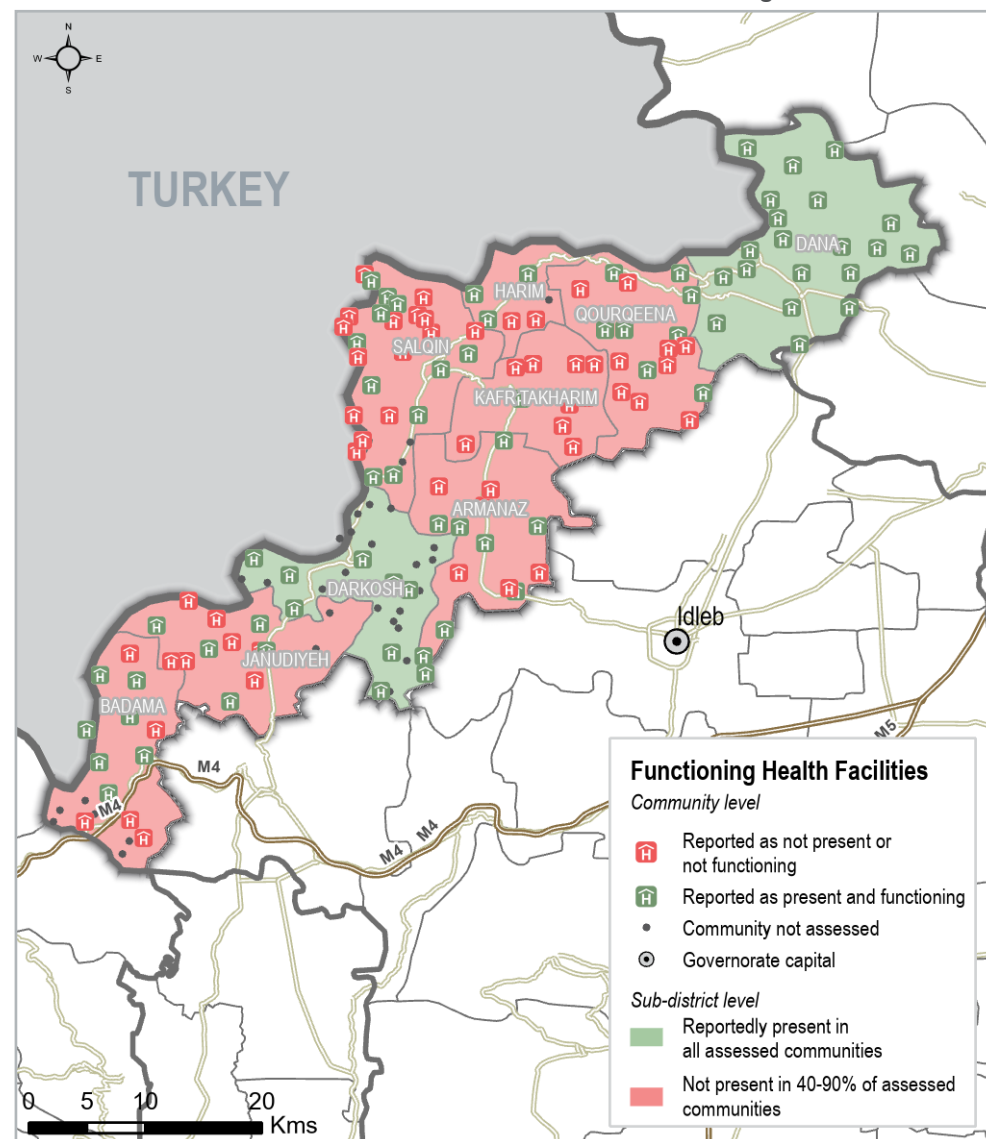 N
W E
S
TURKEY
DANA
HARIM
QOURQEENA
SALQIN
KAFR TAKHARIM
ARMANAZ
DARKOSH
Idleb
JANUDIYEH
BADAMA
M5
M4
M4
M4
M4
Functioning Health Facilities
Community level
Reported as not present or
not functioning
Reported as present and functioning
Community not assessed
Governorate capital
Sub-district level
Reportedly present in
all assessed communities
Not present in 40-90% of assessed
communities
0 5 10 20
Kms